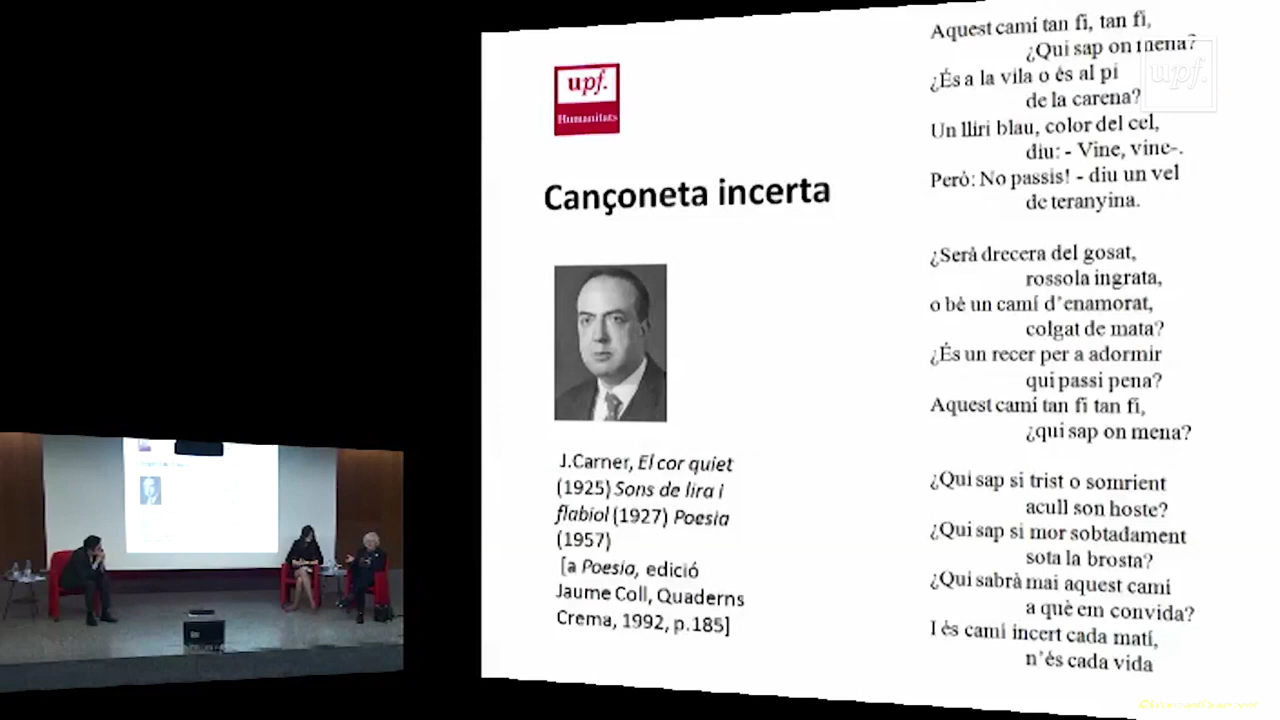 upf.
Humanitats
Cançoneta incerta
J.Carner, El cor quiet
(1925) Sons de lira i
flabiol (1927) Poesia
(1957)
[a Poesia, edició
Jaume Coll, Quaderns
Crema, 1992, p.185]
Aquest camí tan fi, tan fi,
¿Qui sap on mena?
¿És a la vila o és al pi
de la carena?
Un lliri blau, color del cel,
diu: - Vine, vine-.
Però: No passis! - diu un vel
de teranyina.
¿Serà drecera del gosat,
rossola ingrata,
o bé un camí d'enamorat,
colgat de mata?
¿És un recer per a adormir
qui passi pena?
Aquest camí tan fi tan fi,
¿qui sap on mena?
¿Qui sap si trist o somrient
acull son hoste?
¿Qui sap si mor sobtadament
sota la brosta?
¿Qui sabrà mai aquest camí
a què em convida?
I és camí incert cada matí,
n'és cada vida
upf.